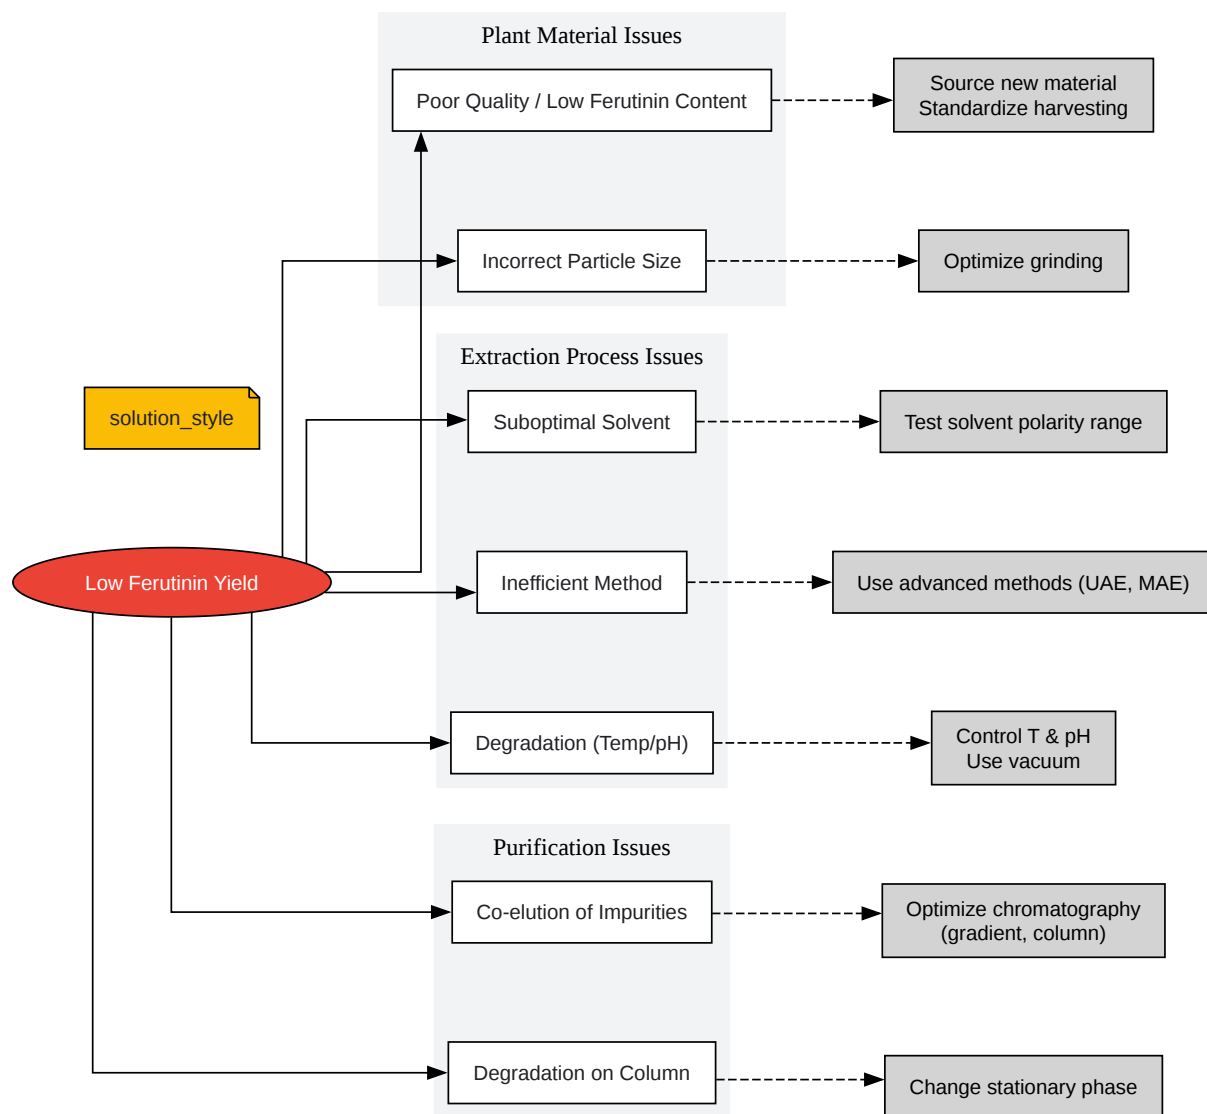 Plant Material Issues
Poor Quality / Low Ferutinin Content
Source new material
Standardize harvesting
Incorrect Particle Size
Optimize grinding
Extraction Process Issues
solution_style
Suboptimal Solvent
Test solvent polarity range
Low Ferutinin Yield
Inefficient Method
Use advanced methods (UAE, MAE)
Degradation (Temp/pH)
Control T & pH
Use vacuum
Purification Issues
Co-elution of Impurities
Optimize chromatography
(gradient, column)
Degradation on Column
Change stationary phase